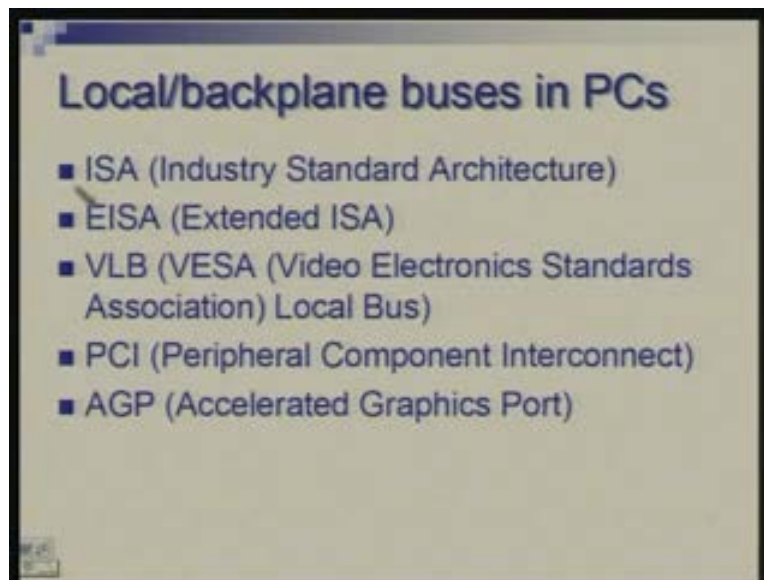 Local/backplane buses in PCs
ISA (Industry Standard Architecture)
EISA (Extended ISA)
VLB (VESA (Video Electronics Standards
Association) Local Bus)
PCI (Peripheral Component Interconnect)
AGP (Accelerated Graphics Port)